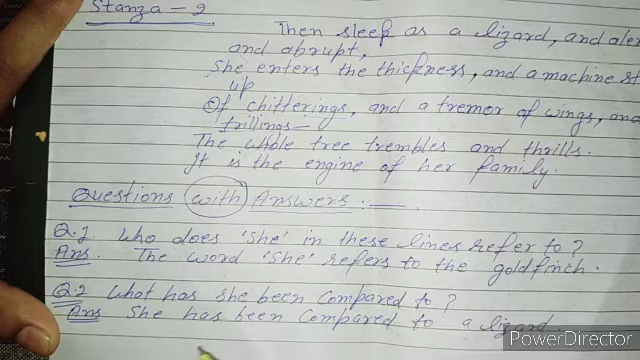 Stanza - 2
Then sleep as a lizard, and aler
and abrupt,
She enters the thickness, and a machine st
up
Of chitterings, and a tremor of wings, and
trillings —
The whole tree trembles and thrills.
It is the engine of her family.
Questions with Answers : —
Q.1 Who does 'She' in these lines refer to?
Ans. The word 'She' refers to the goldfinch.
Q.2 What has she been compared to?
Ans She has been compared to a lizard.
PowerDirector